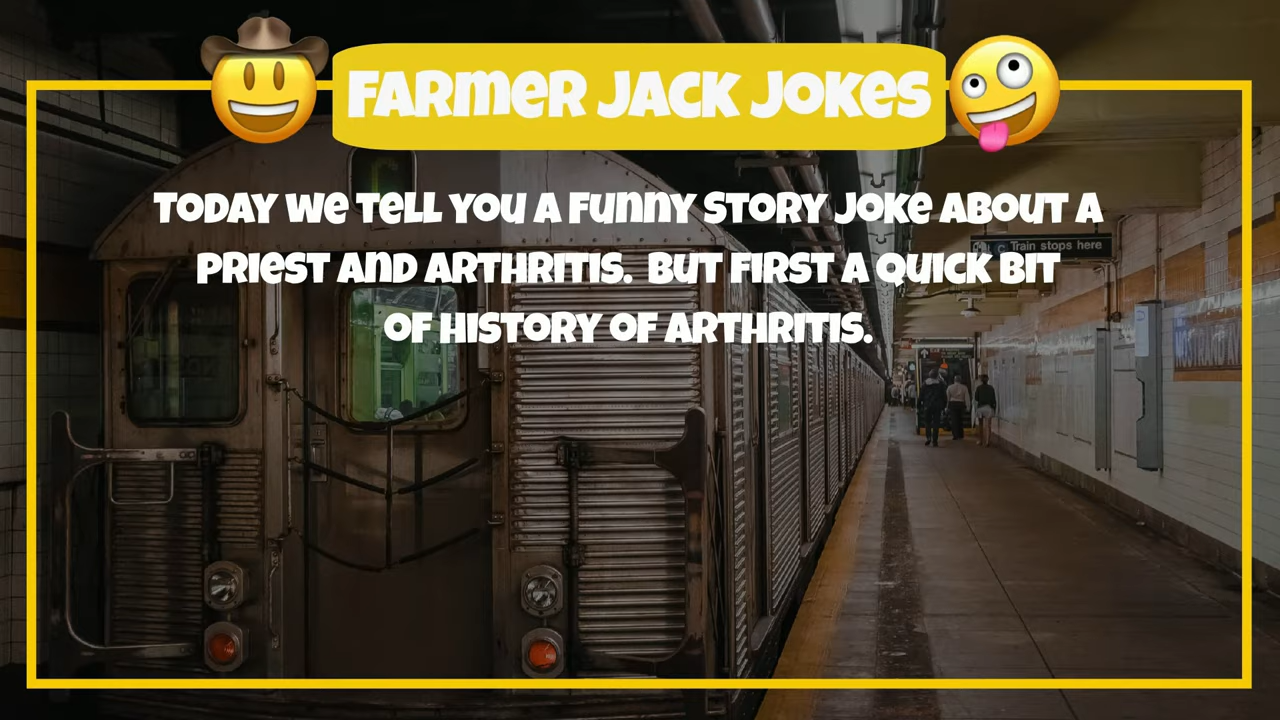 FARMER JACK JOKES
TODAY WE TELL YOU A FUNNY STORY JOKE ABOUT A
PRIEST AND ARTHRITIS. BUT FIRST A QUICK BIT
OF HISTORY OF ARTHRITIS.
C Train stops here